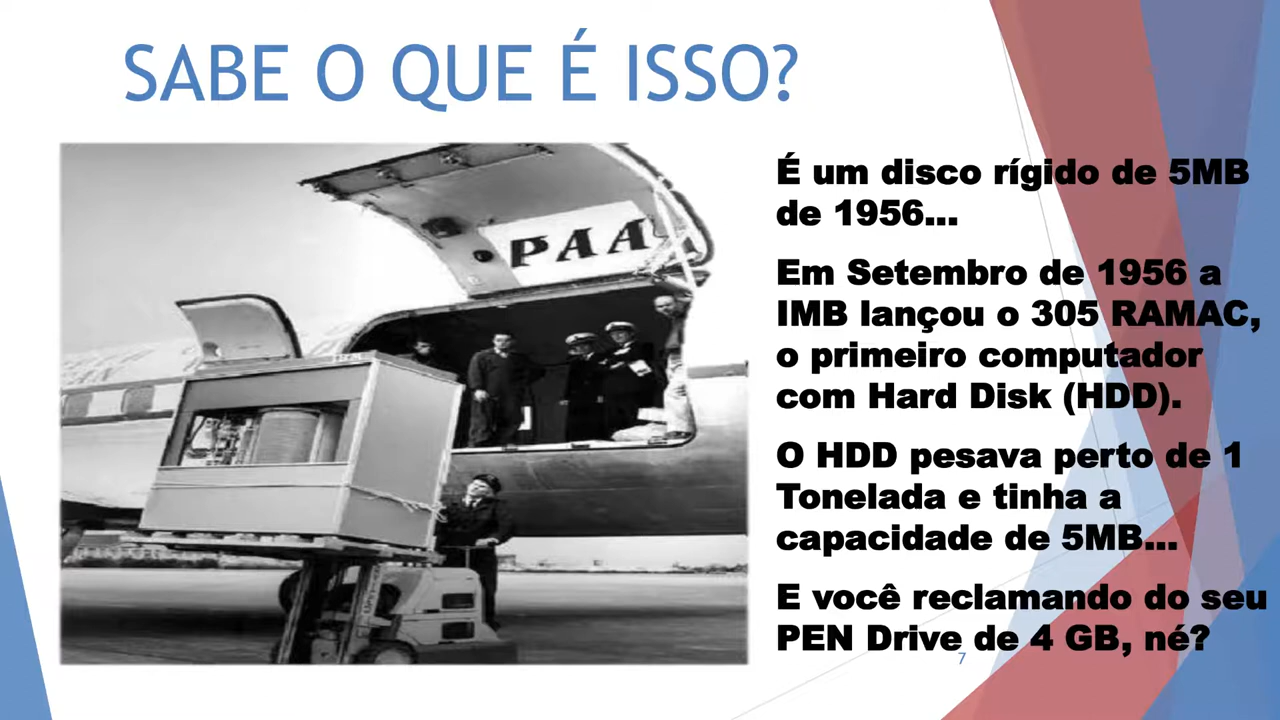 SABE O QUE É ISSO?
PAA
É um disco rígido de 5MB
de 1956...
Em Setembro de 1956 a
IMB lançou o 305 RAMAC,
o primeiro computador
com Hard Disk (HDD).
O HDD pesava perto de 1
Tonelada e tinha a
capacidade de 5MB...
E você reclamando do seu
PEN Drive de 4 GB, né?
7